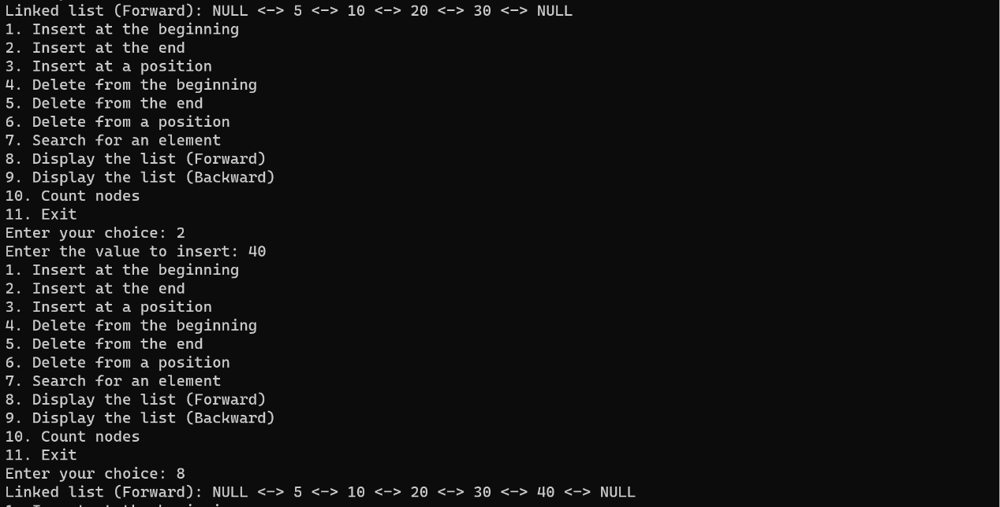 Linked list (Forward): NULL <-> 5 <-> 10 <-> 20 <-> 30 <-> NULL
1. Insert at the beginning
2. Insert at the end
3. Insert at a position
4. Delete from the beginning
5. Delete from the end
6. Delete from a position
7. Search for an element
8. Display the list (Forward)
9. Display the list (Backward)
10. Count nodes
11. Exit
Enter your choice: 2
Enter the value to insert: 40
1. Insert at the beginning
2. Insert at the end
3. Insert at a position
4. Delete from the beginning
5. Delete from the end
6. Delete from a position
7. Search for an element
8. Display the list (Forward)
9. Display the list (Backward)
10. Count nodes
11. Exit
Enter your choice: 8
Linked list (Forward): NULL <-> 5 <-> 10 <-> 20 <-> 30 <-> 40 <-> NULL